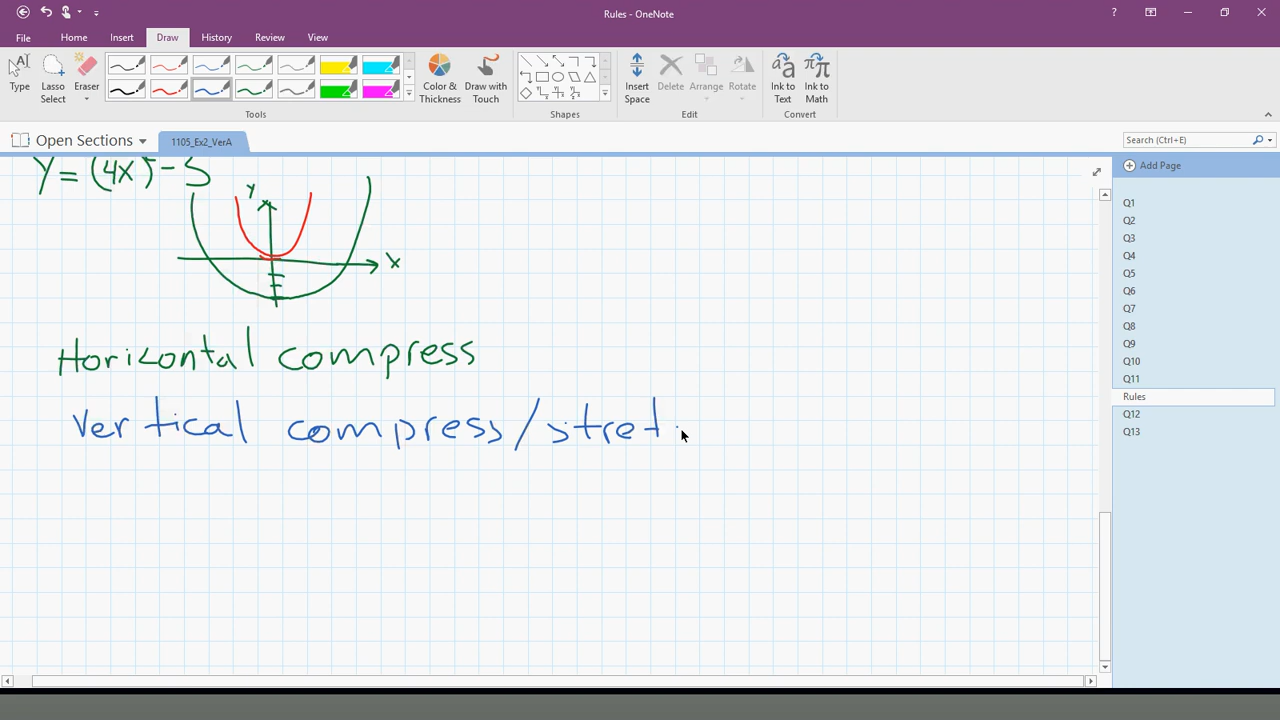 Rules - OneNote
?
File Home Insert Draw History Review View
Type
Lasso Select
Eraser
Color & Thickness
Draw with Touch
Insert Space
Delete
Arrange
Rotate
Ink to Text
Ink to Math
Tools
Shapes
Edit
Convert
Open Sections
1105_Ex2_VerA
Search (Ctrl+E)
Add Page
Y = (4X) - 5
Y
X
Horizontal compress
Vertical compress/stret
Q1
Q2
Q3
Q4
Q5
Q6
Q7
Q8
Q9
Q10
Q11
Rules
Q12
Q13